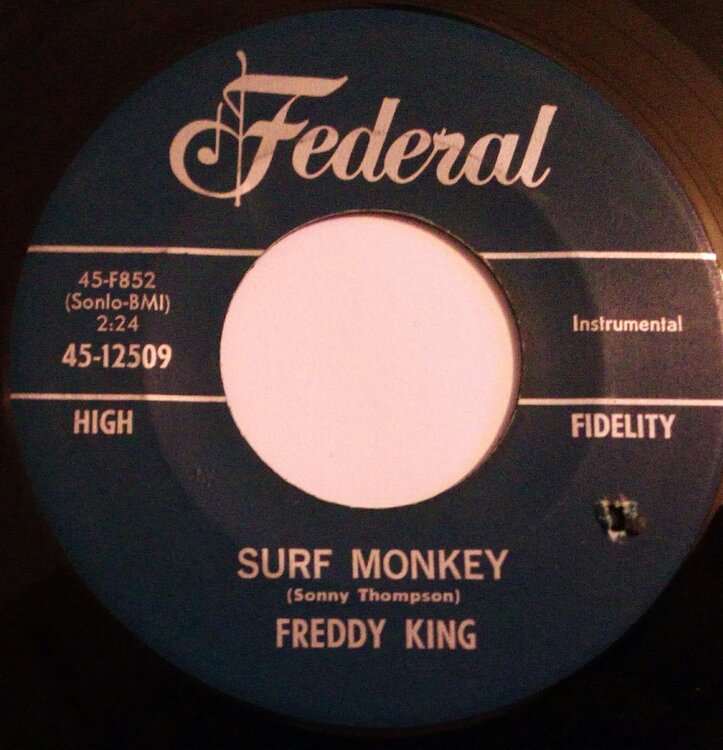 Federal
45-F852
(Sonlo-BMI)
2:24
45-12509
Instrumental
HIGH
FIDELITY
SURF MONKEY
(Sonny Thompson)
FREDDY KING